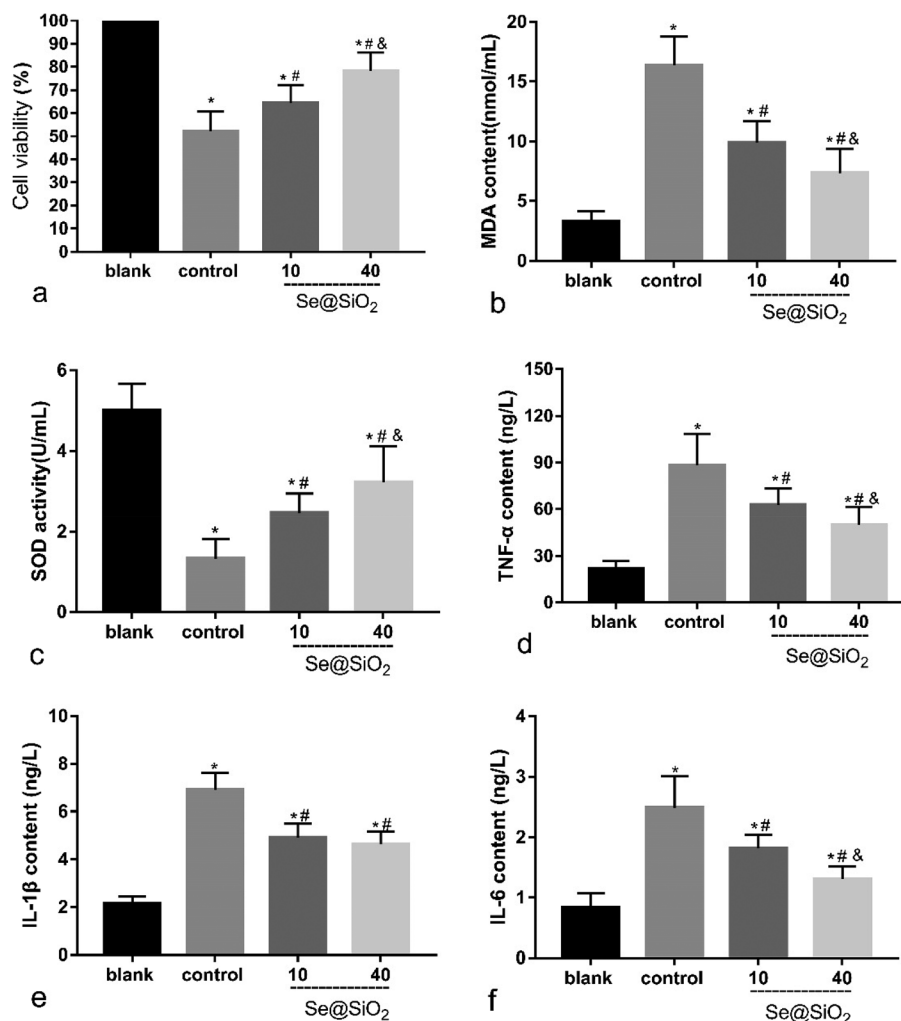 Cell viability (%)
100
90
80
70
60
50
40
30
20
10
0
*
* #
*# &
blank control 10 40
Se@SiO₂
a
MDA content(nmol/mL)
20
15
10
5
0
*
* #
*# &
blank control 10 40
Se@SiO₂
b
SOD activity(U/mL)
6
4
2
0
*
* #
*# &
blank control 10 40
Se@SiO₂
c
TNF-α content (ng/L)
150
120
90
60
30
0
*
*#
*# &
blank control 10 40
Se@SiO₂
d
IL-1β content (ng/L)
10
8
6
4
2
0
*
*#
*#
blank control 10 40
Se@SiO₂
e
IL-6 content (ng/L)
4
3
2
1
0
*
*#
*# &
blank control 10 40
Se@SiO₂
f